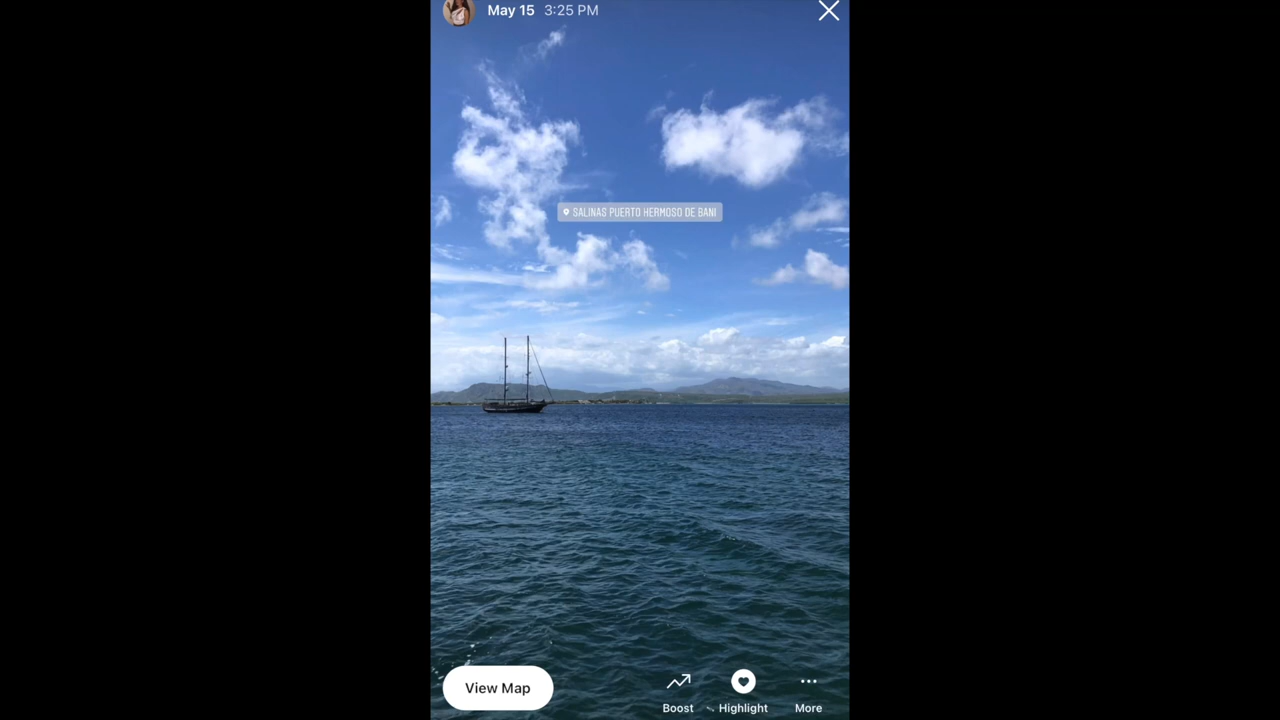 May 15 3:25 PM
SALINAS PUERTO HERMOSO DE BANI
View Map
Boost
Highlight
More